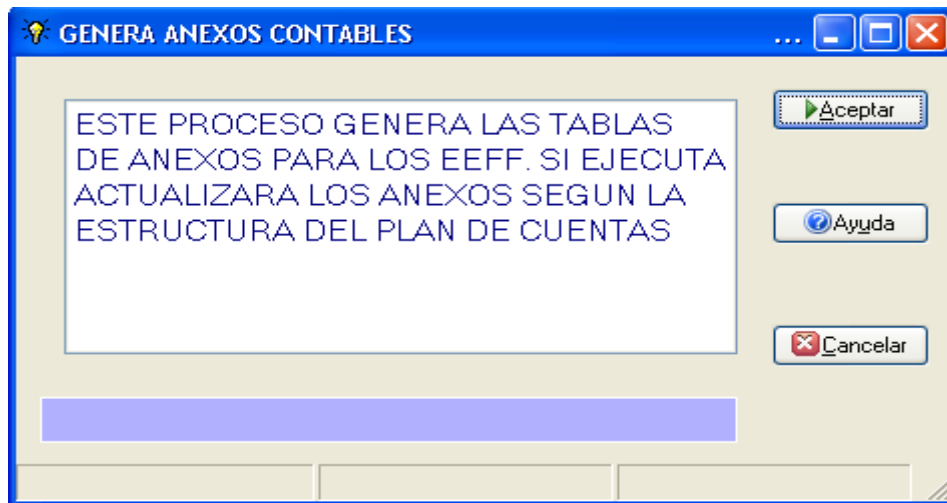 GENERA ANEXOS CONTABLES ...
Aceptar
ESTE PROCESO GENERA LAS TABLAS
DE ANEXOS PARA LOS EEFF. SI EJECUTA
ACTUALIZARA LOS ANEXOS SEGUN LA
ESTRUCTURA DEL PLAN DE CUENTAS
Ayuda
Cancelar